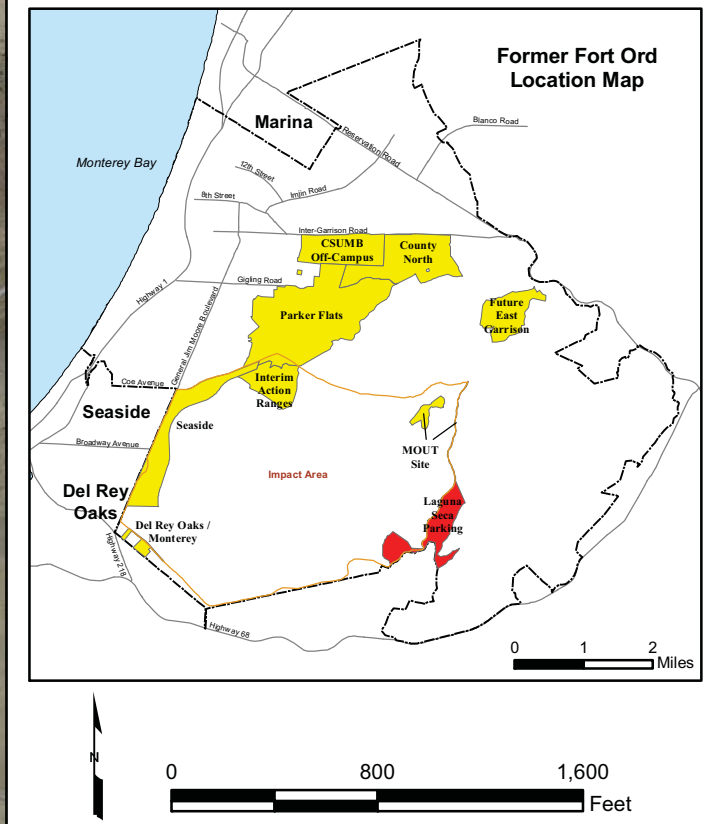 Former Fort Ord
Location Map
Marina
Blanco Road
Reservation Road
Monterey Bay
12th Street
Imjin Road
8th Street
Inter-Garrison Road
CSUMB
Off-Campus
County
North
Gigling Road
Highway 1
General Jim Moore Boulevard
Parker Flats
Future
East
Garrison
Coe Avenue
Interim
Action
Ranges
Seaside
Seaside
Broadway Avenue
MOUT
Site
Impact Area
Del Rey
Oaks
Laguna
Seca
Parking
Del Rey Oaks /
Monterey
Highway 218
Highway 68
0 1 2
Miles
N
0 800 1,600
Feet